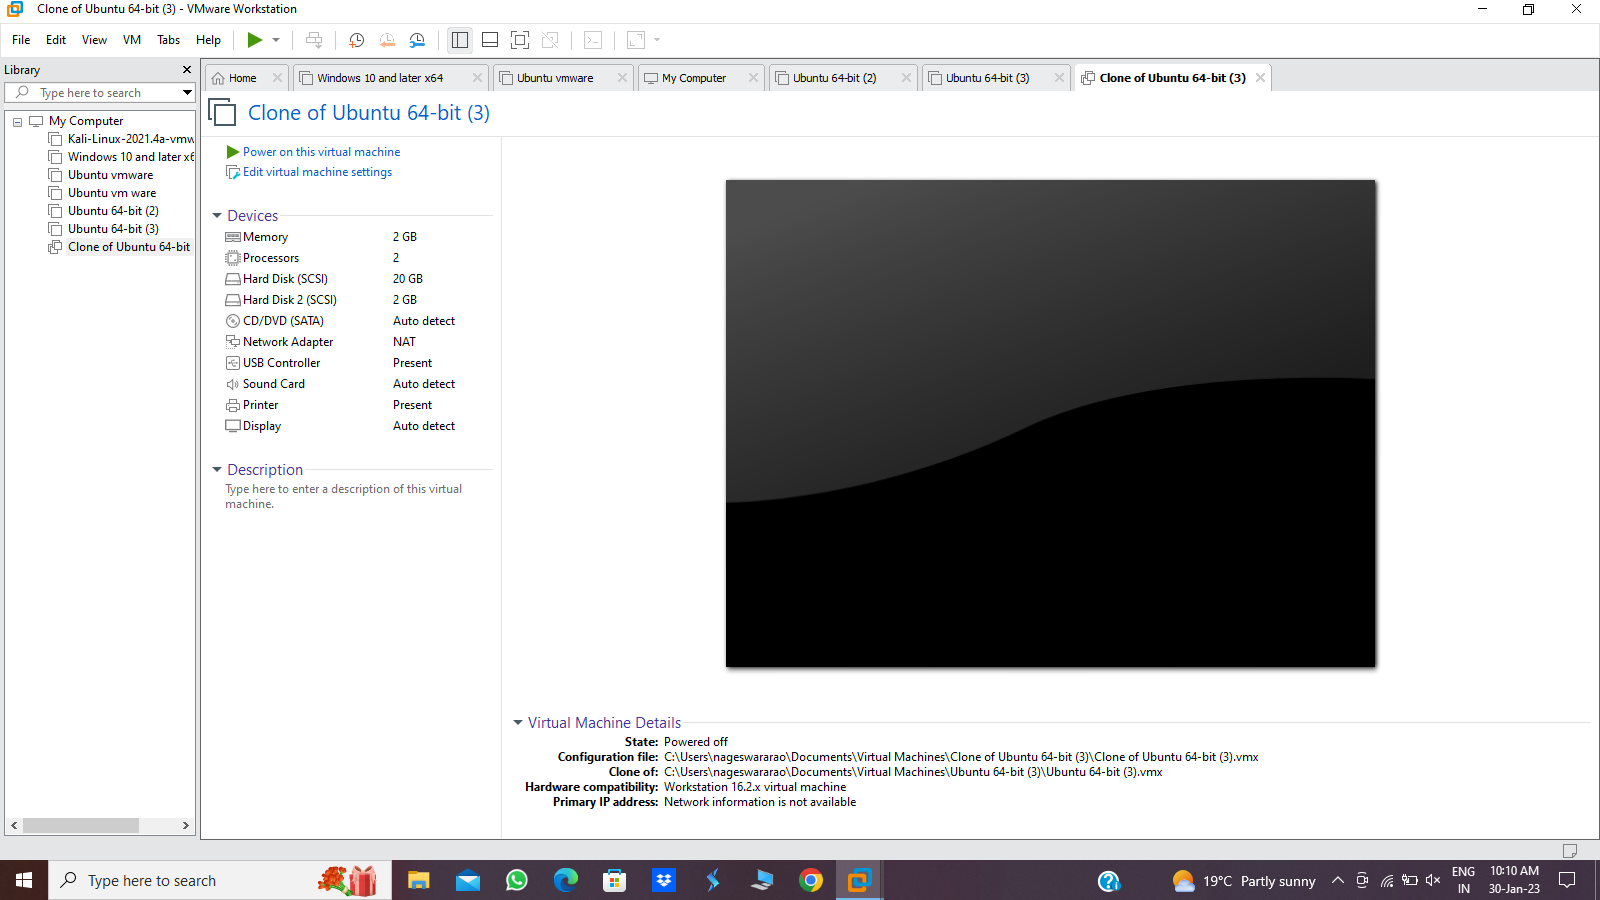 Clone of Ubuntu 64-bit (3) - VMware Workstation
File Edit View VM Tabs Help
Library
Type here to search
My Computer
Kali-Linux-2021.4a-vmw
Windows 10 and later x6
Ubuntu vmware
Ubuntu vm ware
Ubuntu 64-bit (2)
Ubuntu 64-bit (3)
Clone of Ubuntu 64-bit
Home Windows 10 and later x64 Ubuntu vmware My Computer Ubuntu 64-bit (2) Ubuntu 64-bit (3) Clone of Ubuntu 64-bit (3)
Clone of Ubuntu 64-bit (3)
Power on this virtual machine
Edit virtual machine settings
Devices
Memory 2 GB
Processors 2
Hard Disk (SCSI) 20 GB
Hard Disk 2 (SCSI) 2 GB
CD/DVD (SATA) Auto detect
Network Adapter NAT
USB Controller Present
Sound Card Auto detect
Printer Present
Display Auto detect
Description
Type here to enter a description of this virtual
machine.
Virtual Machine Details
State: Powered off
Configuration file: C:\Users\nageswararao\Documents\Virtual Machines\Clone of Ubuntu 64-bit (3)\Clone of Ubuntu 64-bit (3).vmx
Clone of: C:\Users\nageswararao\Documents\Virtual Machines\Ubuntu 64-bit (3)\Ubuntu 64-bit (3).vmx
Hardware compatibility: Workstation 16.2.x virtual machine
Primary IP address: Network information is not available
Type here to search
19°C Partly sunny
ENG
IN
10:10 AM
30-Jan-23